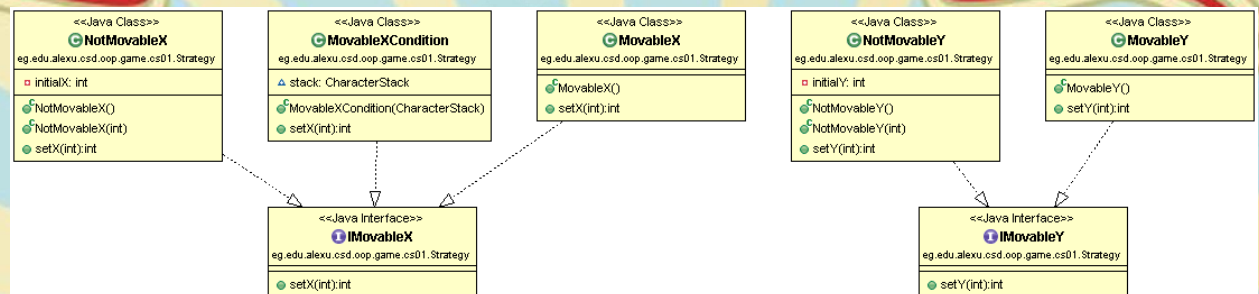 <<Java Class>>
NotMovableX
eg.edu.alexu.csd.oop.game.cs01.Strategy
initialX: int
NotMovableX()
NotMovableX(int)
setX(int):int
<<Java Class>>
MovableXCondition
eg.edu.alexu.csd.oop.game.cs01.Strategy
stack: CharacterStack
MovableXCondition(CharacterStack)
setX(int):int
<<Java Class>>
MovableX
eg.edu.alexu.csd.oop.game.cs01.Strategy
MovableX()
setX(int):int
<<Java Class>>
NotMovableY
eg.edu.alexu.csd.oop.game.cs01.Strategy
initialY: int
NotMovableY()
NotMovableY(int)
setY(int):int
<<Java Class>>
MovableY
eg.edu.alexu.csd.oop.game.cs01.Strategy
MovableY()
setY(int):int
<<Java Interface>>
IMovableX
eg.edu.alexu.csd.oop.game.cs01.Strategy
setX(int):int
<<Java Interface>>
IMovableY
eg.edu.alexu.csd.oop.game.cs01.Strategy
setY(int):int